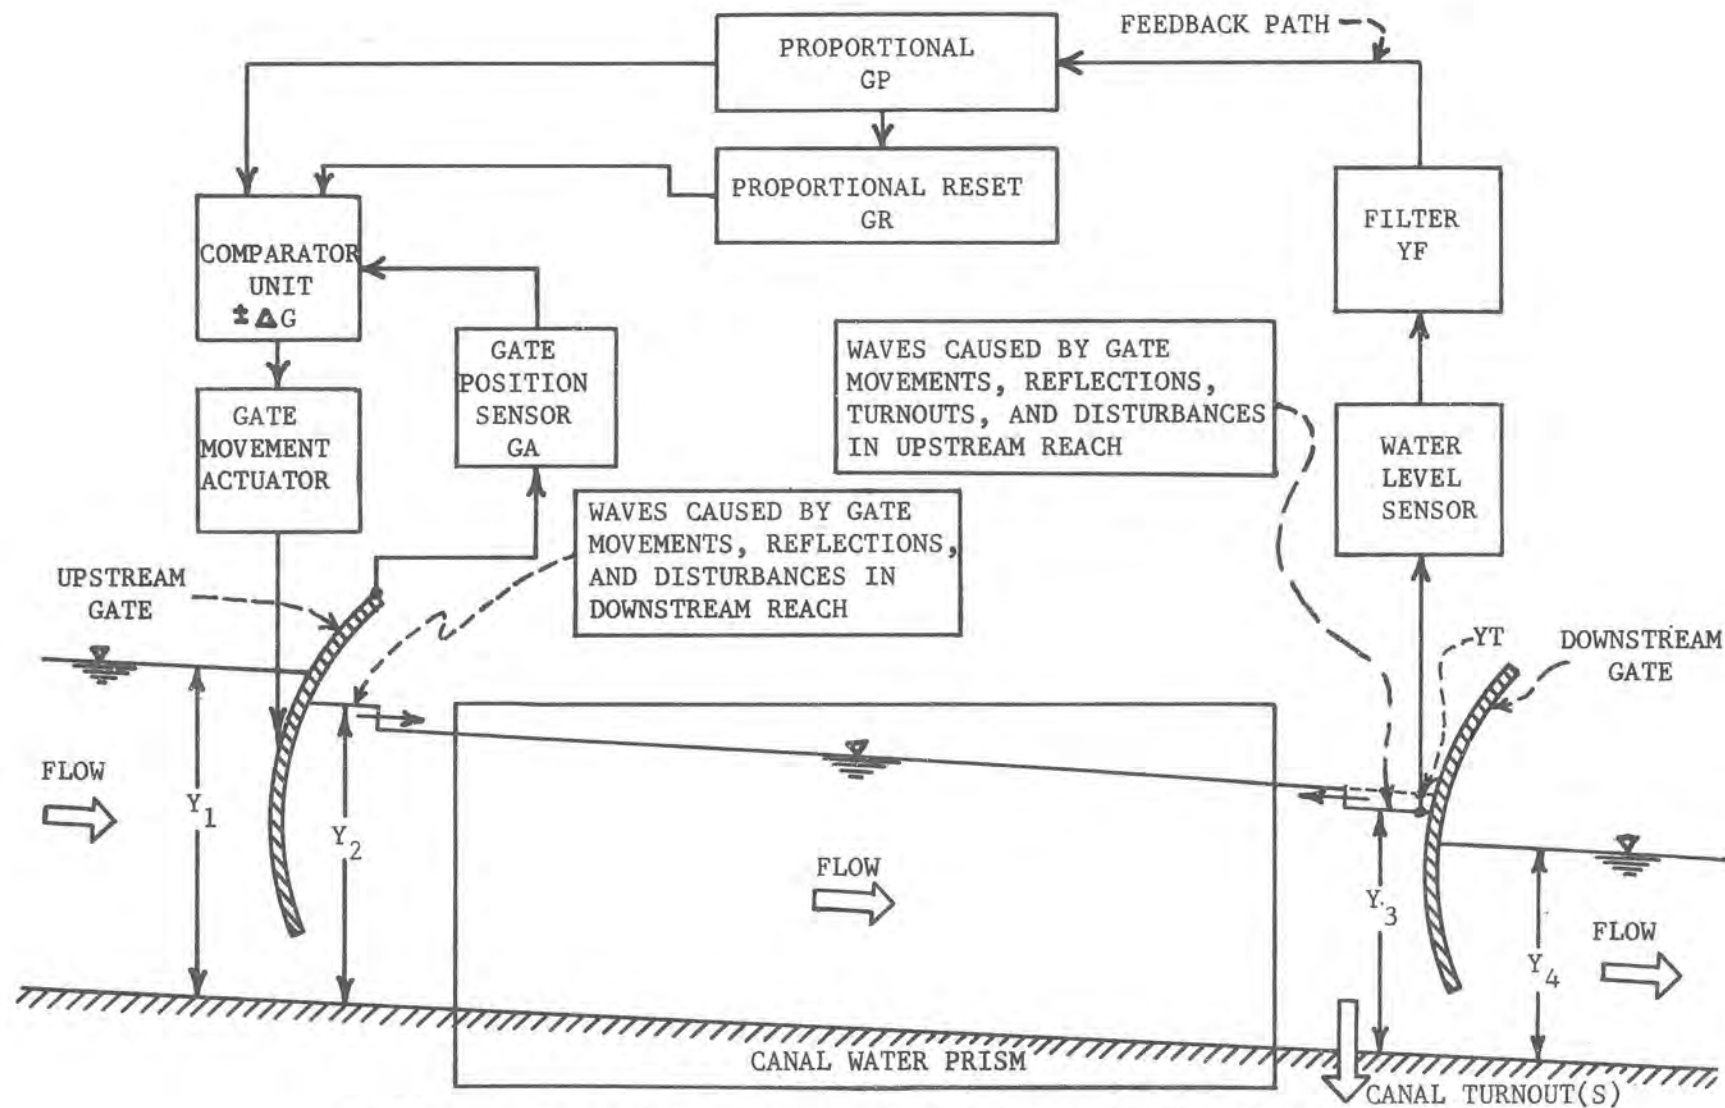 FEEDBACK PATH
PROPORTIONAL
GP
PROPORTIONAL RESET
GR
FILTER
YF
COMPARATOR
UNIT
± ΔG
GATE
POSITION
SENSOR
GA
WAVES CAUSED BY GATE
MOVEMENTS, REFLECTIONS,
TURNOUTS, AND DISTURBANCES
IN UPSTREAM REACH
GATE
MOVEMENT
ACTUATOR
WATER
LEVEL
SENSOR
WAVES CAUSED BY GATE
MOVEMENTS, REFLECTIONS,
AND DISTURBANCES IN
DOWNSTREAM REACH
UPSTREAM
GATE
YT
DOWNSTREAM
GATE
FLOW
Y1
Y2
FLOW
Y3
FLOW
Y4
CANAL WATER PRISM
CANAL TURNOUT(S)